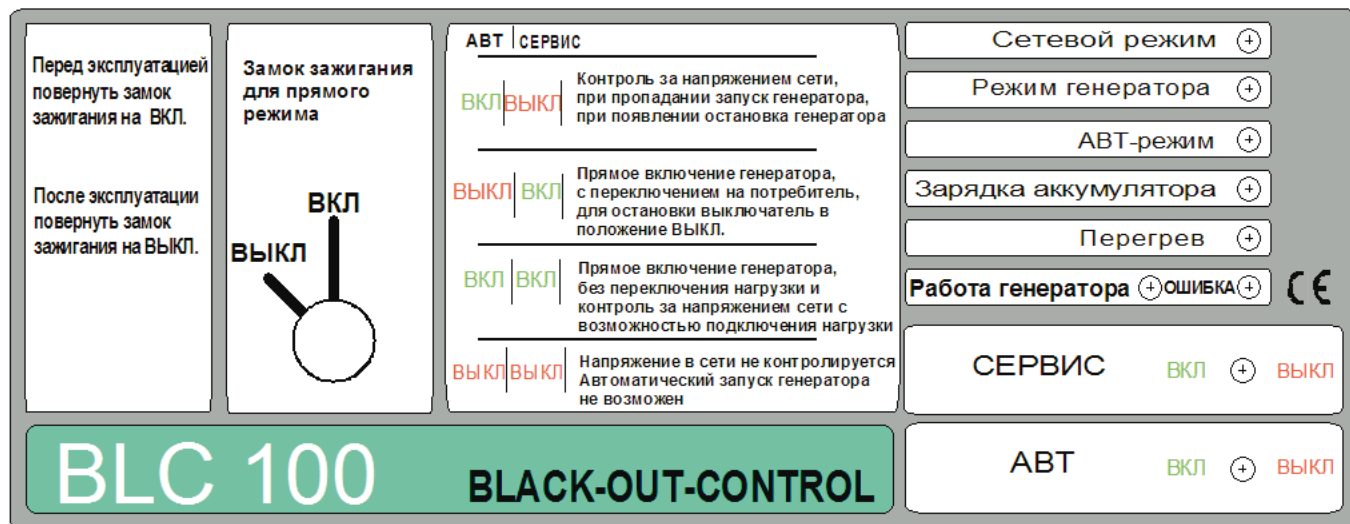 Перед эксплуатацией
повернуть замок
зажигания на ВКЛ.
После эксплуатации
повернуть замок
зажигания на ВЫКЛ.
Замок зажигания
для прямого
режима
ВКЛ
ВЫКЛ
АВТ СЕРВИС
ВКЛ ВЫКЛ
Контроль за напряжением сети,
при пропадании запуск генератора,
при появлении остановка генератора
ВЫКЛ ВКЛ
Прямое включение генератора,
с переключением на потребитель,
для остановки выключатель в
положение ВЫКЛ.
ВКЛ ВКЛ
Прямое включение генератора,
без переключения нагрузки и
контроль за напряжением сети с
возможностью подключения нагрузки
ВЫКЛ ВЫКЛ
Напряжение в сети не контролируется
Автоматический запуск генератора
не возможен
Сетевой режим
Режим генератора
АВТ-режим
Зарядка аккумулятора
Перегрев
Работа генератора ОШИБКА
CE
СЕРВИС ВКЛ ВЫКЛ
АВТ ВКЛ ВЫКЛ
BLC 100 BLACK-OUT-CONTROL